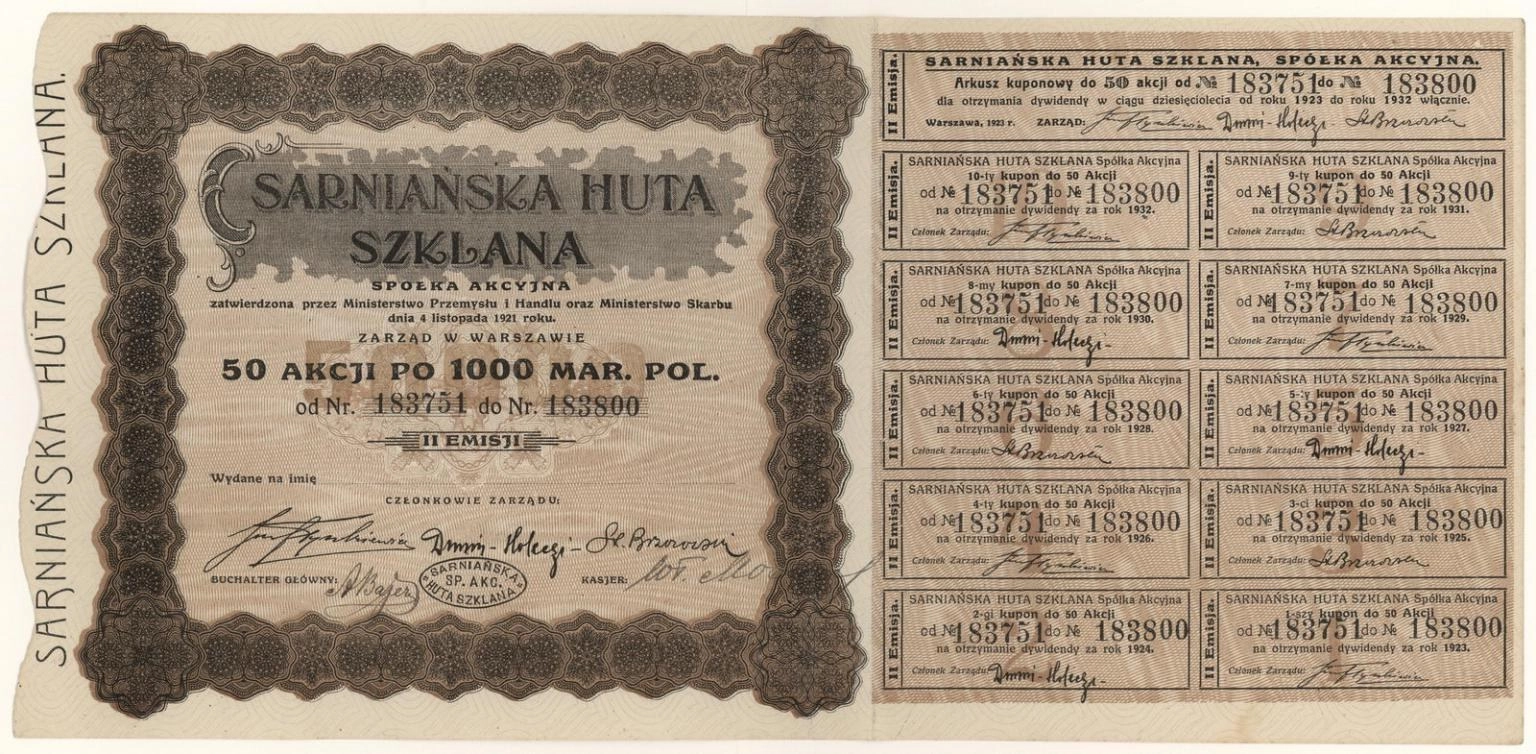 SARNIAŃSKA HUTA SZKLANA.
SARNIAŃSKA HUTA
SZKLANA
SPÓŁKA AKCYJNA
zatwierdzona przez Ministerstwo Przemysłu i Handlu oraz Ministerstwo Skarbu
dnia 4 listopada 1921 roku.
ZARZĄD W WARSZAWIE
50 AKCJI PO 1000 MAR. POL.
od Nr. 183751 do Nr. 183800
II EMISJI
Wydane na imię
CZŁONKOWIE ZARZĄDU:
BUCHALTER GŁÓWNY:
SARNIAŃSKA
SP. AKC.
HUTA SZKLANA
KASJER:
II Emisja.
SARNIAŃSKA HUTA SZKLANA, SPÓŁKA AKCYJNA.
Arkusz kuponowy do 50 akcji od № 183751 do № 183800
dla otrzymania dywidendy w ciągu dziesięciolecia od roku 1923 do roku 1932 włącznie.
Warszawa, 1923 r. ZARZĄD:
II Emisja.
SARNIAŃSKA HUTA SZKLANA Spółka Akcyjna
10-ty kupon do 50 Akcji
od № 183751 do № 183800
na otrzymanie dywidendy za rok 1932.
Członek Zarządu:
II Emisja.
SARNIAŃSKA HUTA SZKLANA Spółka Akcyjna
9-ty kupon do 50 Akcji
od № 183751 do № 183800
na otrzymanie dywidendy za rok 1931.
Członek Zarządu:
II Emisja.
SARNIAŃSKA HUTA SZKLANA Spółka Akcyjna
8-my kupon do 50 Akcji
od № 183751 do № 183800
na otrzymanie dywidendy za rok 1930.
Członek Zarządu:
II Emisja.
SARNIAŃSKA HUTA SZKLANA Spółka Akcyjna
7-my kupon do 50 Akcji
od № 183751 do № 183800
na otrzymanie dywidendy za rok 1929.
Członek Zarządu:
II Emisja.
SARNIAŃSKA HUTA SZKLANA Spółka Akcyjna
6-ty kupon do 50 Akcji
od № 183751 do № 183800
na otrzymanie dywidendy za rok 1928.
Członek Zarządu:
II Emisja.
SARNIAŃSKA HUTA SZKLANA Spółka Akcyjna
5-ty kupon do 50 Akcji
od № 183751 do № 183800
na otrzymanie dywidendy za rok 1927.
Członek Zarządu:
II Emisja.
SARNIAŃSKA HUTA SZKLANA Spółka Akcyjna
4-ty kupon do 50 Akcji
od № 183751 do № 183800
na otrzymanie dywidendy za rok 1926.
Członek Zarządu:
II Emisja.
SARNIAŃSKA HUTA SZKLANA Spółka Akcyjna
3-ci kupon do 50 Akcji
od № 183751 do № 183800
na otrzymanie dywidendy za rok 1925.
Członek Zarządu:
II Emisja.
SARNIAŃSKA HUTA SZKLANA Spółka Akcyjna
2-gi kupon do 50 Akcji
od № 183751 do № 183800
na otrzymanie dywidendy za rok 1924.
Członek Zarządu:
II Emisja.
SARNIAŃSKA HUTA SZKLANA Spółka Akcyjna
1-szy kupon do 50 Akcji
od № 183751 do № 183800
na otrzymanie dywidendy za rok 1923.
Członek Zarządu: